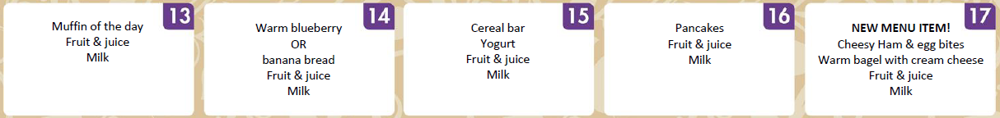 13
Muffin of the day
Fruit & juice
Milk
14
Warm blueberry
OR
banana bread
Fruit & juice
Milk
15
Cereal bar
Yogurt
Fruit & juice
Milk
16
Pancakes
Fruit & juice
Milk
17
NEW MENU ITEM!
Cheesy Ham & egg bites
Warm bagel with cream cheese
Fruit & juice
Milk